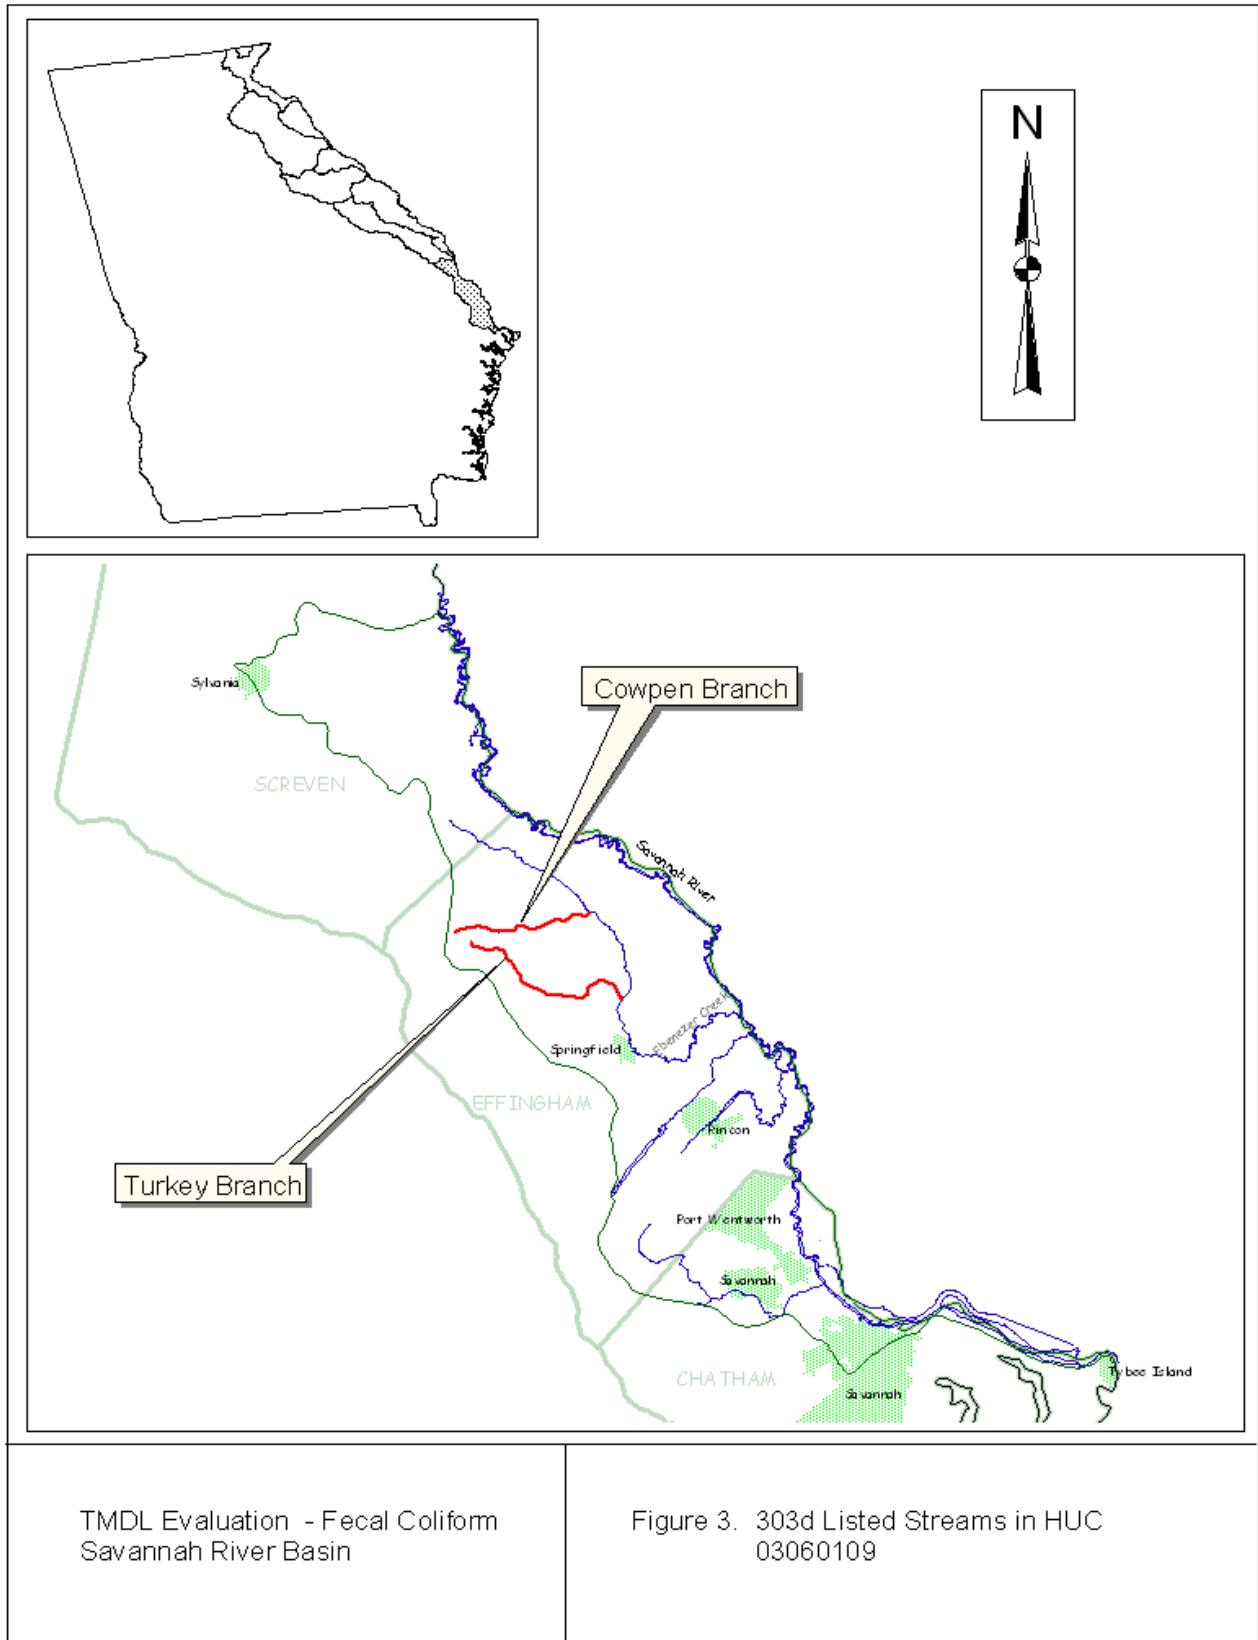 N
Cowpen Branch
Sylvania
SCREVEN
Savannah River
Ebenezer Creek
Springfield
EFFINGHAM
Rincon
Turkey Branch
Port Wentworth
Savannah
CHATHAM
Tybee Island
Savannah
TMDL Evaluation - Fecal Coliform
Savannah River Basin
Figure 3. 303d Listed Streams in HUC
03060109